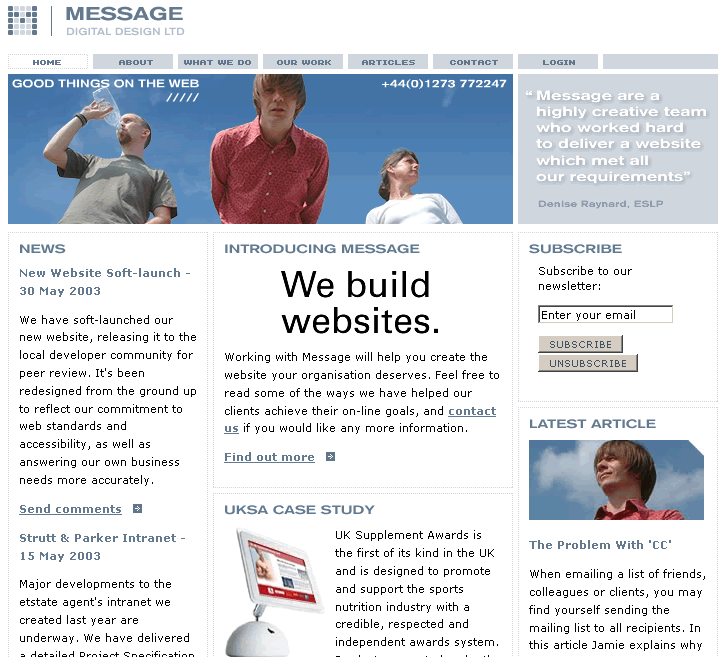 MESSAGE
DIGITAL DESIGN LTD
HOME
ABOUT
WHAT WE DO
OUR WORK
ARTICLES
CONTACT
LOGIN
GOOD THINGS ON THE WEB
/////
+44(0)1273 772247
“ Message are a
highly creative team
who worked hard
to deliver a website
which met all
our requirements”
Denise Raynard, ESLP
NEWS
New Website Soft-launch -
30 May 2003
We have soft-launched our
new website, releasing it to the
local developer community for
peer review. It's been
redesigned from the ground up
to reflect our commitment to
web standards and
accessibility, as well as
answering our own business
needs more accurately.
Send comments
Strutt & Parker Intranet -
15 May 2003
Major developments to the
etstate agent's intranet we
created last year are
underway. We have delivered
a detailed Project Specification
INTRODUCING MESSAGE
We build
websites.
Working with Message will help you create the
website your organisation deserves. Feel free to
read some of the ways we have helped our
clients achieve their on-line goals, and contact
us if you would like any more information.
Find out more
UKSA CASE STUDY
UK Supplement Awards is
the first of its kind in the UK
and is designed to promote
and support the sports
nutrition industry with a
credible, respected and
independent awards system.
SUBSCRIBE
Subscribe to our
newsletter:
Enter your email
SUBSCRIBE
UNSUBSCRIBE
LATEST ARTICLE
The Problem With 'CC'
When emailing a list of friends,
colleagues or clients, you may
find yourself sending the
mailing list to all recipients. In
this article Jamie explains why